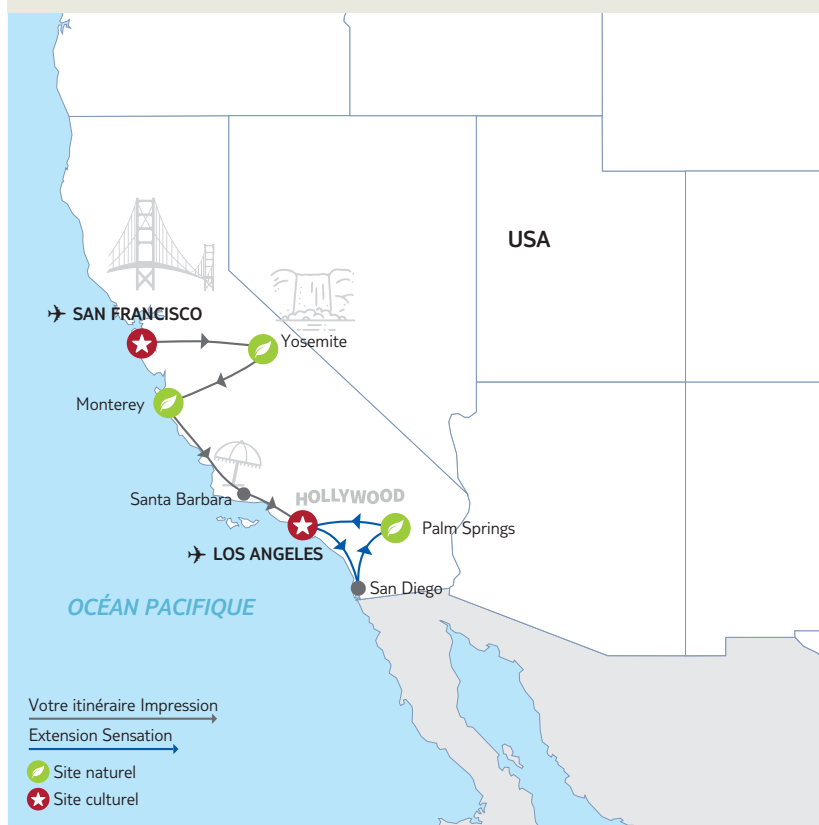 USA
SAN FRANCISCO
Yosemite
Monterey
HOLLYWOOD
Santa Barbara
Palm Springs
LOS ANGELES
San Diego
OCÉAN PACIFIQUE
Votre itinéraire Impression
Extension Sensation
Site naturel
Site culturel